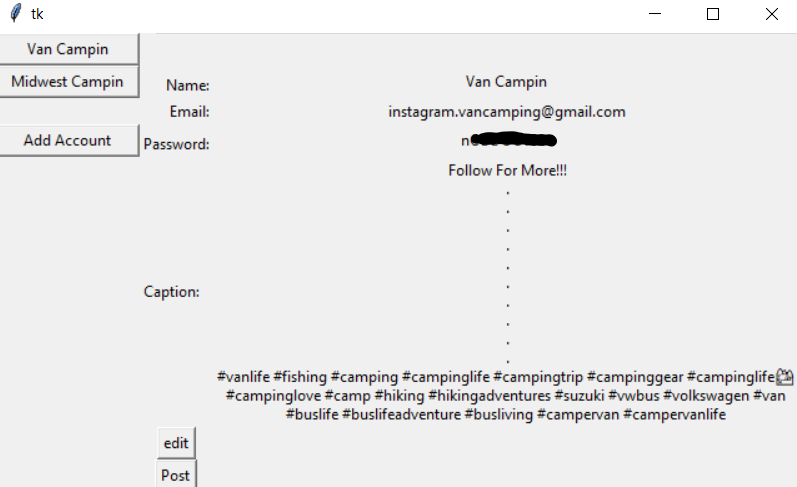 tk
Van Campin
Midwest Campin
Add Account
Name: Van Campin
Email: instagram.vancamping@gmail.com
Password:
Caption:
Follow For More!!!
.
.
.
.
.
.
.
.
.
.
#vanlife #fishing #camping #campinglife #campingtrip #campinggear #campinglife🏕
#campinglove #camp #hiking #hikingadventures #suzuki #vwbus #volkswagen #van
#buslife #buslifeadventure #busliving #campervan #campervanlife
edit
Post